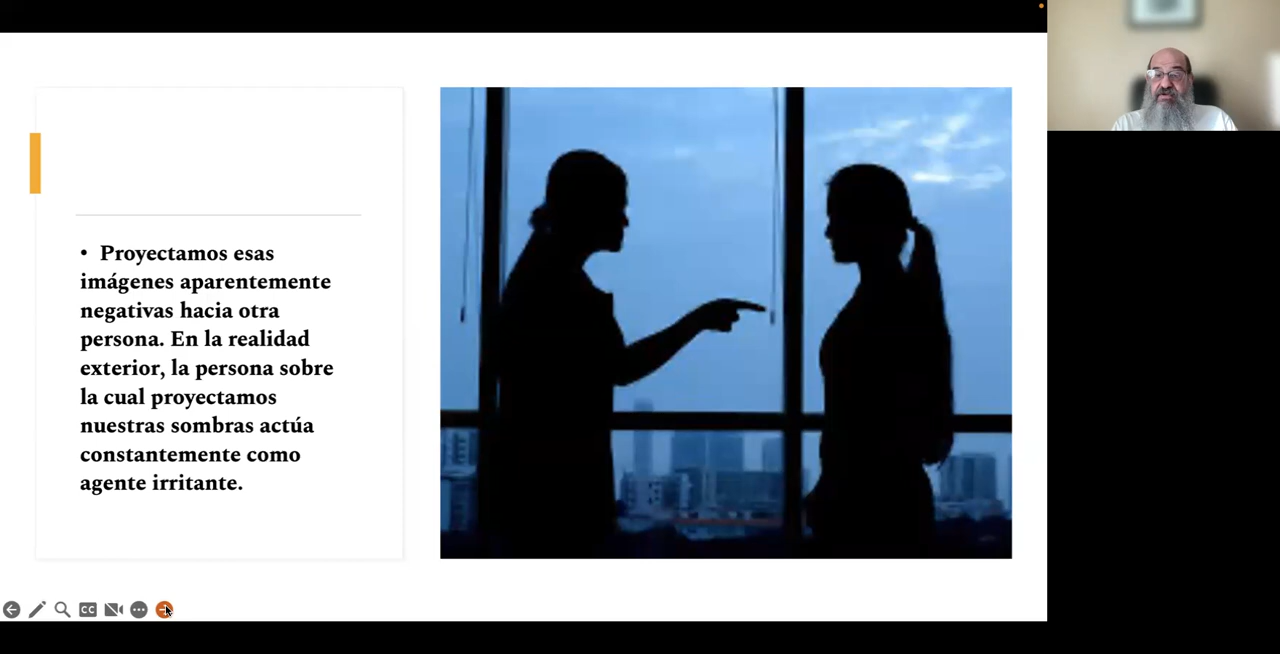 • Proyectamos esas
imágenes aparentemente
negativas hacia otra
persona. En la realidad
exterior, la persona sobre
la cual proyectamos
nuestras sombras actúa
constantemente como
agente irritante.
CC